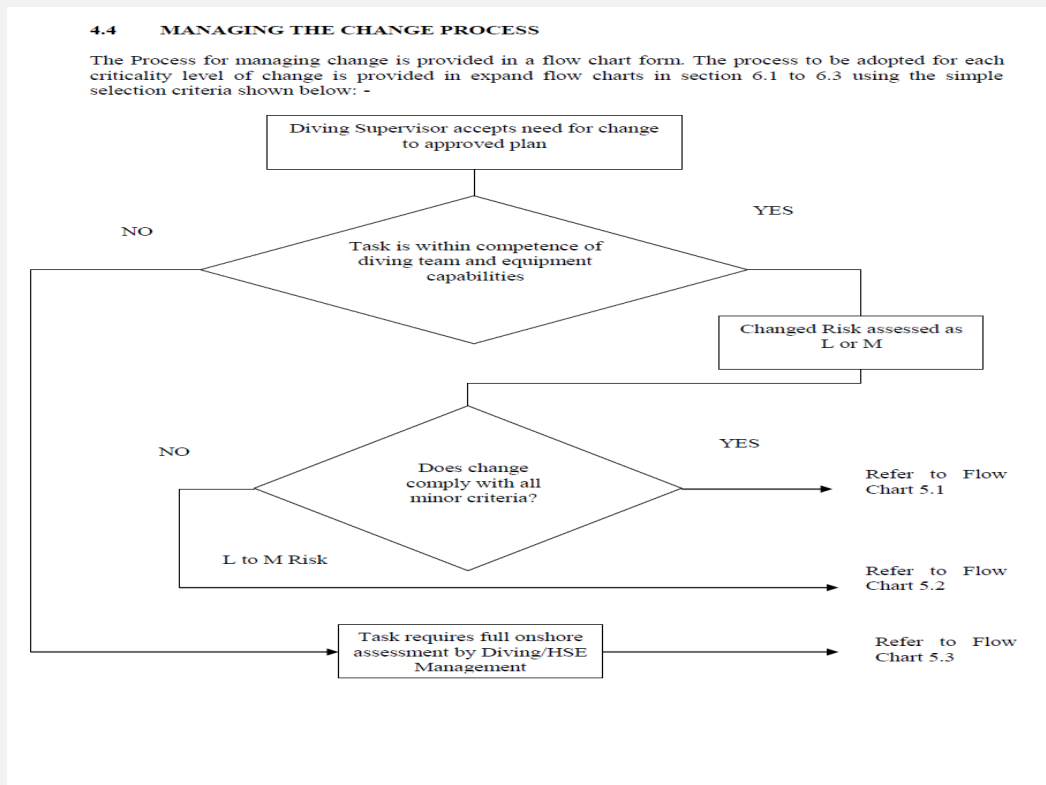 4.4 MANAGING THE CHANGE PROCESS
The Process for managing change is provided in a flow chart form. The process to be adopted for each
criticality level of change is provided in expand flow charts in section 6.1 to 6.3 using the simple
selection criteria shown below: -
Diving Supervisor accepts need for change
to approved plan
YES
NO
Task is within competence of
diving team and equipment
capabilities
Changed Risk assessed as
L or M
NO
YES
Does change
comply with all
minor criteria?
Refer to Flow
Chart 5.1
L to M Risk
Refer to Flow
Chart 5.2
Task requires full onshore
assessment by Diving/HSE
Management
Refer to Flow
Chart 5.3